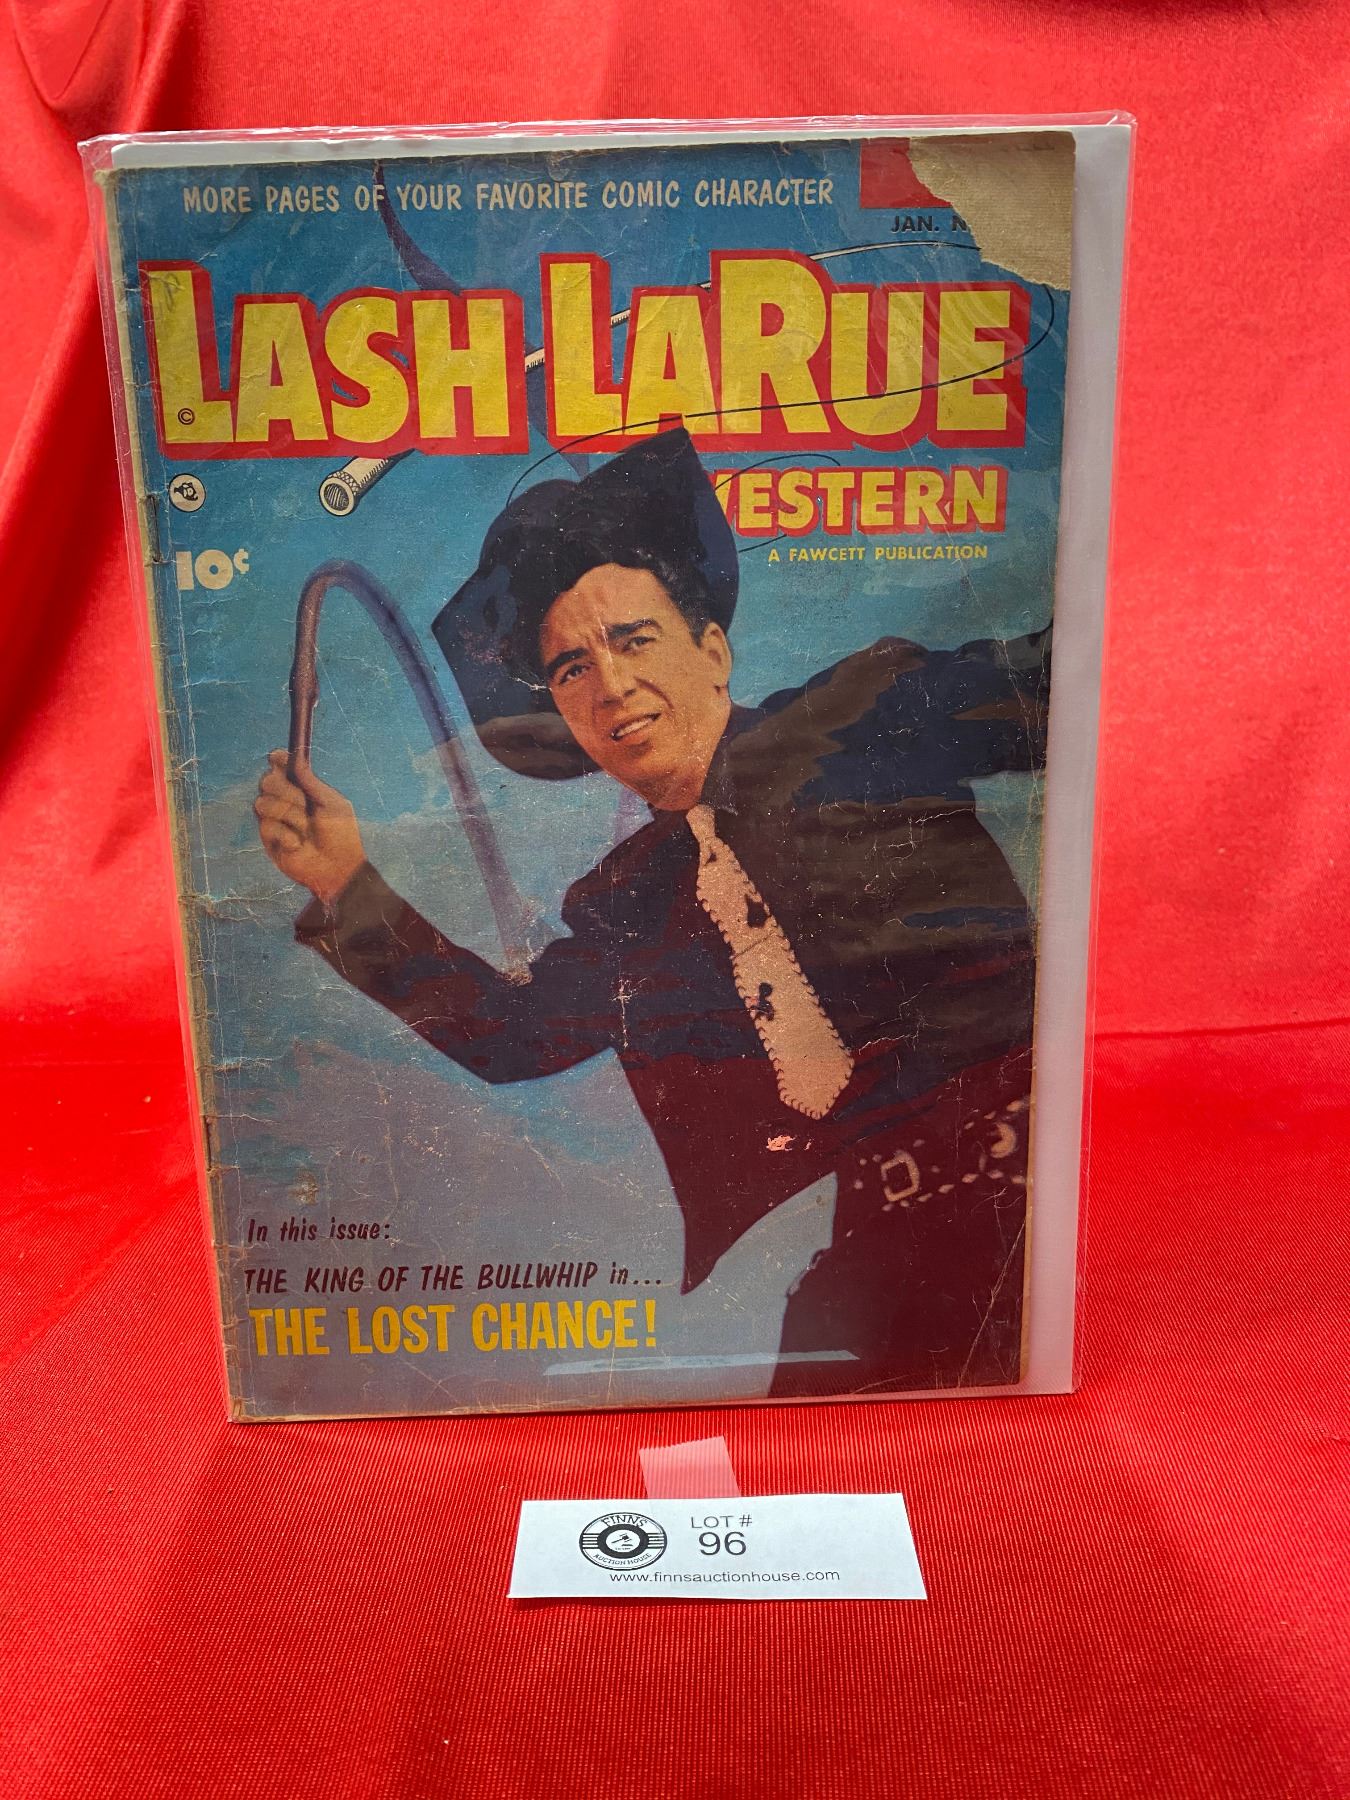 MORE PAGES OF YOUR FAVORITE COMIC CHARACTER
JAN. N
LASH LARUE
©
WESTERN
A FAWCETT PUBLICATION
10¢
In this issue:
THE KING OF THE BULLWHIP in...
THE LOST CHANCE!
FINNS
AUCTION HOUSE
LOT #
96
www.finnsauctionhouse.com